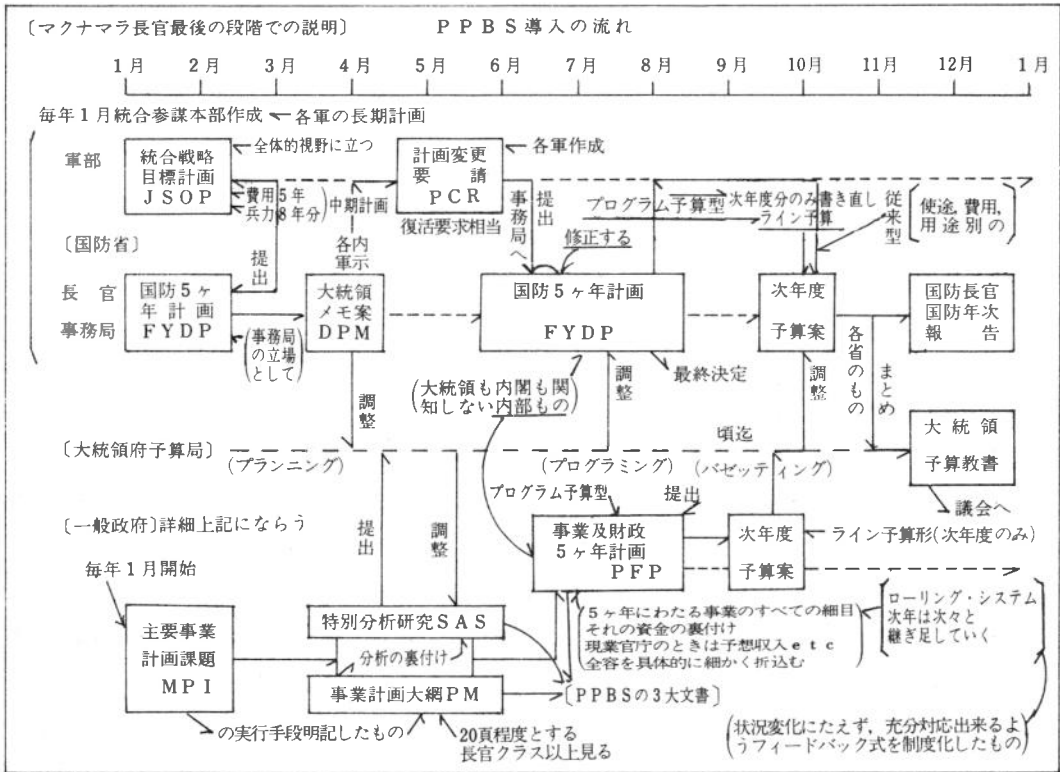 〔マクナマラ長官最後の段階での説明〕 PPBS導入の流れ
1月 2月 3月 4月 5月 6月 7月 8月 9月 10月 11月 12月 1月
毎年1月統合参謀本部作成 各軍の長期計画
軍部
統合戦略
目標計画
JSOP
全体的視野に立つ
費用5年
兵力8年分
中期計画
計画変更
要請
PCR
各軍作成
復活要求相当
事務局へ
提出
プログラム予算型
次年度分のみ書き直し
ライン予算
従来型
使途,費用,
用途別の
〔国防省〕
提出
各軍
内示
修正する
長官
事務局
国防5ヶ
年計画
FYDP
事務局
の立場
として
大統領
メモ案
DPM
国防5ヶ年計画
FYDP
次年度
予算案
国防長官
国防年次
報告
調整
(大統領も内閣も関
知しない内部もの)
調整
最終決定
調整
各省のもの
まとめ
〔大統領府予算局〕
(プランニング)
(プログラミング)
(バゼッティング)
頃迄
大統領
予算教書
議会へ
プログラム予算型
提出
〔一般政府〕詳細上記にならう
提出
調整
事業及財政
5ヶ年計画
PFP
次年度
予算案
ライン予算形(次年度のみ)
毎年1月開始
主要事業
計画課題
MPI
特別分析研究SAS
分析の裏付け
事業計画大綱PM
5ヶ年にわたる事業のすべての細目
それの資金の裏付け
現業官庁のときは予想収入etc
全容を具体的に細かく折込む
ローリング・システム
次年は次々と
継ぎ足していく
〔PPBSの3大文書〕
の実行手段明記したもの
20頁程度とする
長官クラス以上見る
(状況変化にたえず,充分対応出来るよ
うフィードバック式を制度化したもの)